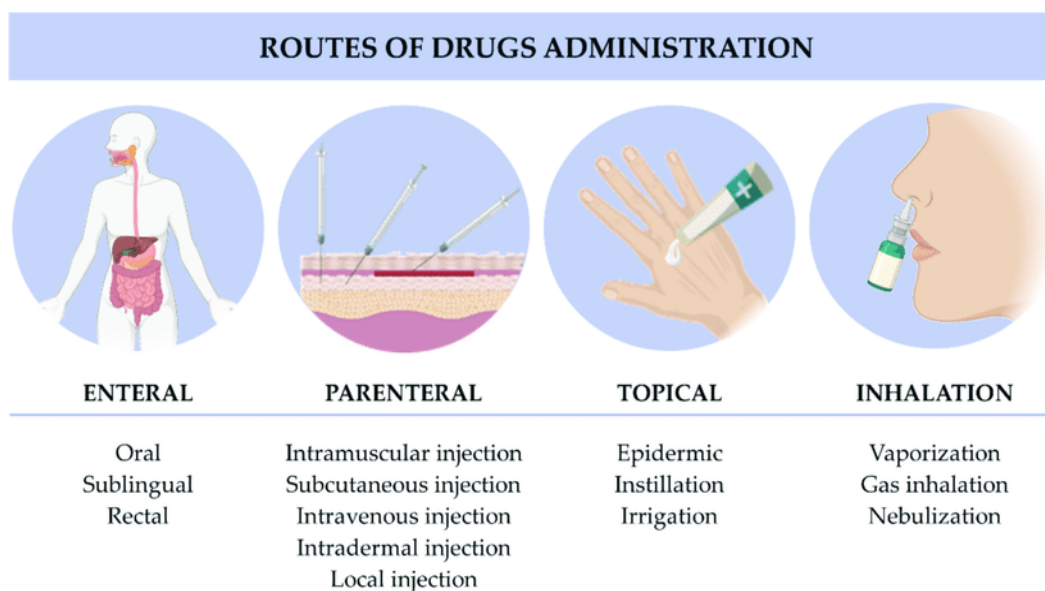 ROUTES OF DRUGS ADMINISTRATION
ENTERAL
Oral
Sublingual
Rectal
PARENTERAL
Intramuscular injection
Subcutaneous injection
Intravenous injection
Intradermal injection
Local injection
TOPICAL
Epidermic
Instillation
Irrigation
INHALATION
Vaporization
Gas inhalation
Nebulization